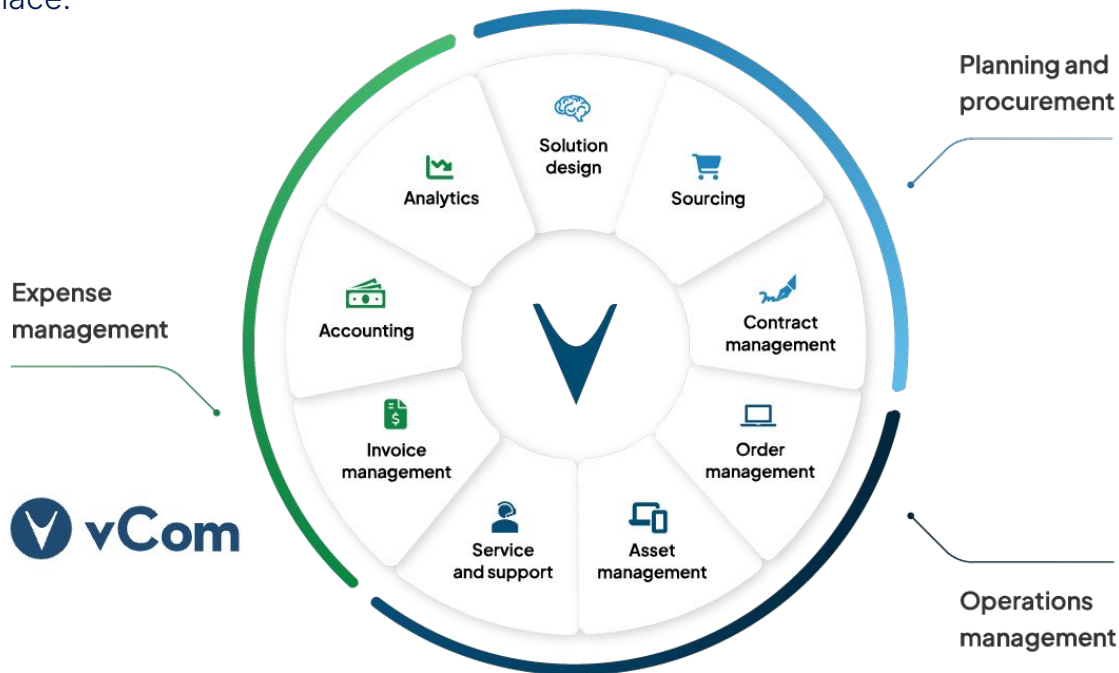 Planning and
procurement
Solution
design
Sourcing
Contract
management
Order
management
Asset
management
Service
and support
Invoice
management
Accounting
Analytics
Expense
management
Operations
management
vCom